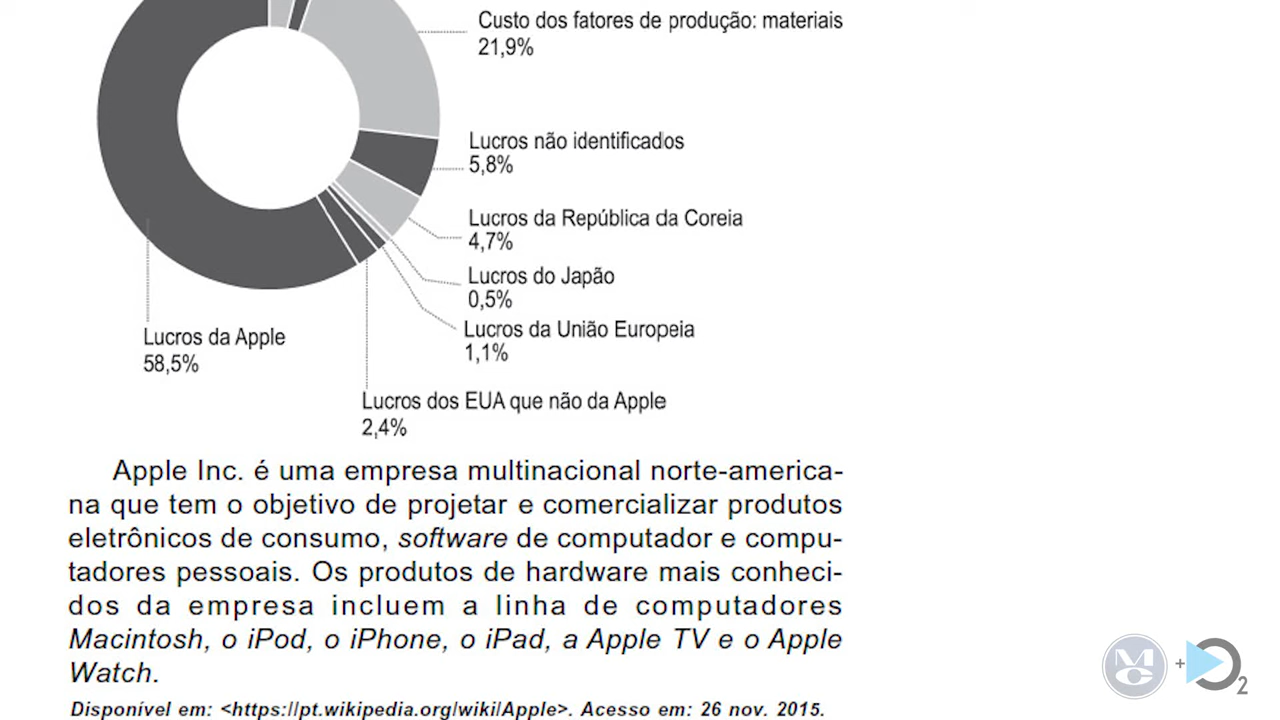 Custo dos fatores de produção: materiais
21,9%
Lucros não identificados
5,8%
Lucros da República da Coreia
4,7%
Lucros do Japão
0,5%
Lucros da União Europeia
1,1%
Lucros da Apple
58,5%
Lucros dos EUA que não da Apple
2,4%
Apple Inc. é uma empresa multinacional norte-america-
na que tem o objetivo de projetar e comercializar produtos
eletrônicos de consumo, software de computador e compu-
tadores pessoais. Os produtos de hardware mais conheci-
dos da empresa incluem a linha de computadores
Macintosh, o iPod, o iPhone, o iPad, a Apple TV e o Apple
Watch.
Disponível em: <https://pt.wikipedia.org/wiki/Apple>. Acesso em: 26 nov. 2015.
MC + 2